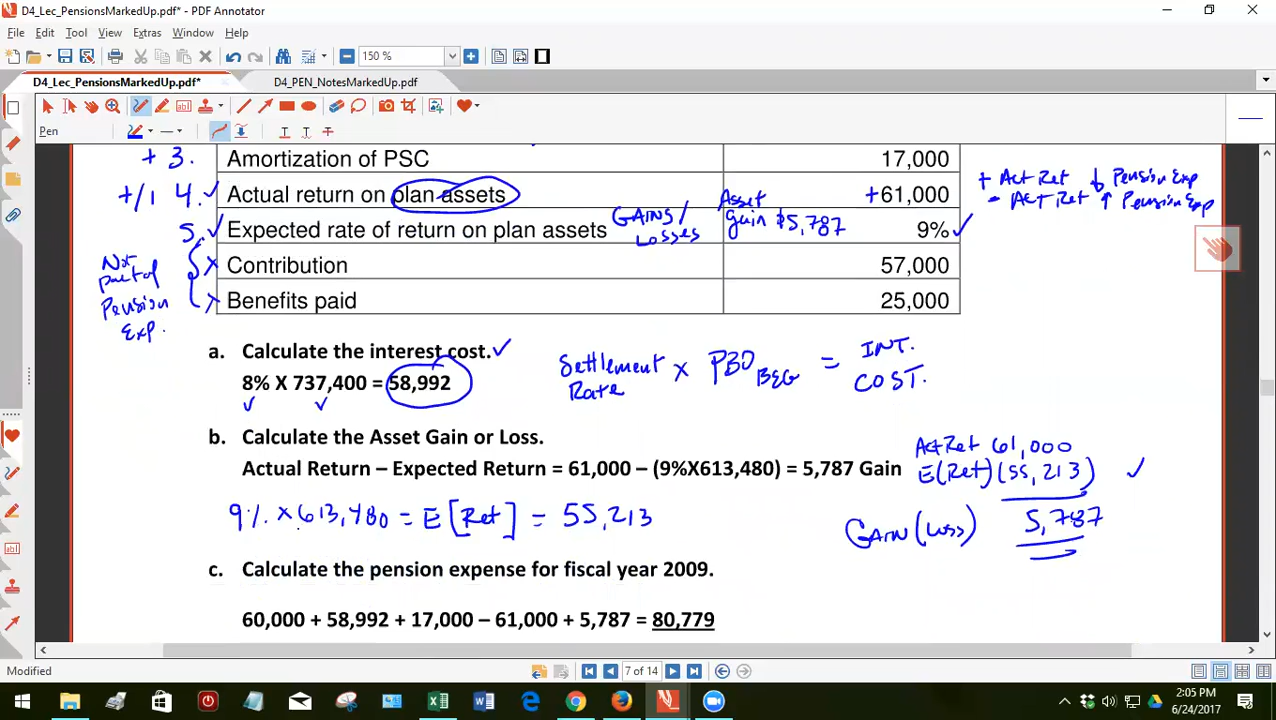 D4_Lec_PensionsMarkedUp.pdf* - PDF Annotator
File Edit Tool View Extras Window Help
150 %
D4_Lec_PensionsMarkedUp.pdf* D4_PEN_NotesMarkedUp.pdf
Pen
+ 3. Amortization of PSC 17,000
+/- 4. ✓ Actual return on plan assets +61,000
+ Act Ret ↓ Pension Exp
- ACT Ret ↑ Pension Exp
5. ✓ Expected rate of return on plan assets GAINS/ Losses Asset gain $5,787 9% ✓
Not part of Pension Exp.
x Contribution 57,000
x Benefits paid 25,000
a. Calculate the interest cost. ✓
8% X 737,400 = 58,992
✓ ✓
Settlement Rate x PBO BEG = INT. COST.
b. Calculate the Asset Gain or Loss.
Actual Return – Expected Return = 61,000 – (9%X613,480) = 5,787 Gain
Act Ret 61,000
E(Ret) (55,213) ✓
9% x 613,480 = E[Ret] = 55,213
GAIN (Loss) 5,787
c. Calculate the pension expense for fiscal year 2009.
60,000 + 58,992 + 17,000 – 61,000 + 5,787 = 80,779
Modified 7 of 14
2:05 PM
6/24/2017